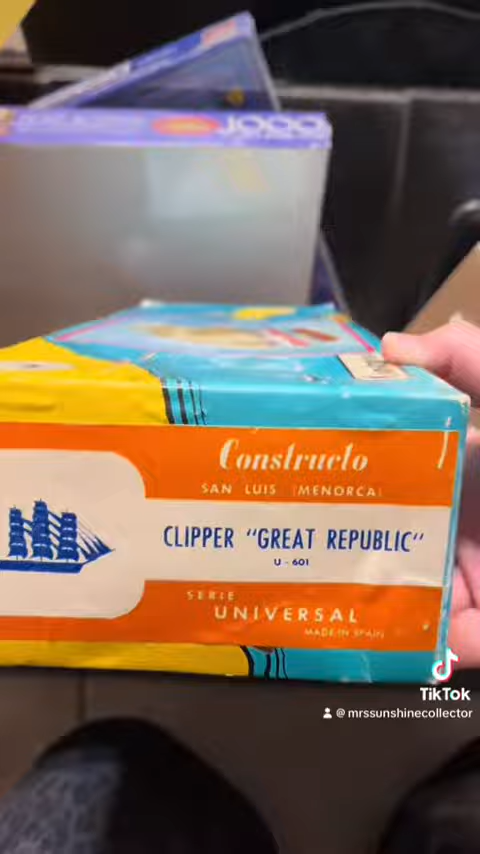 Constructo
SAN LUIS (MENORCA)
CLIPPER "GREAT REPUBLIC"
U - 601
SERIE
UNIVERSAL
MADE IN SPAIN
TikTok
@ mrssunshinecollector